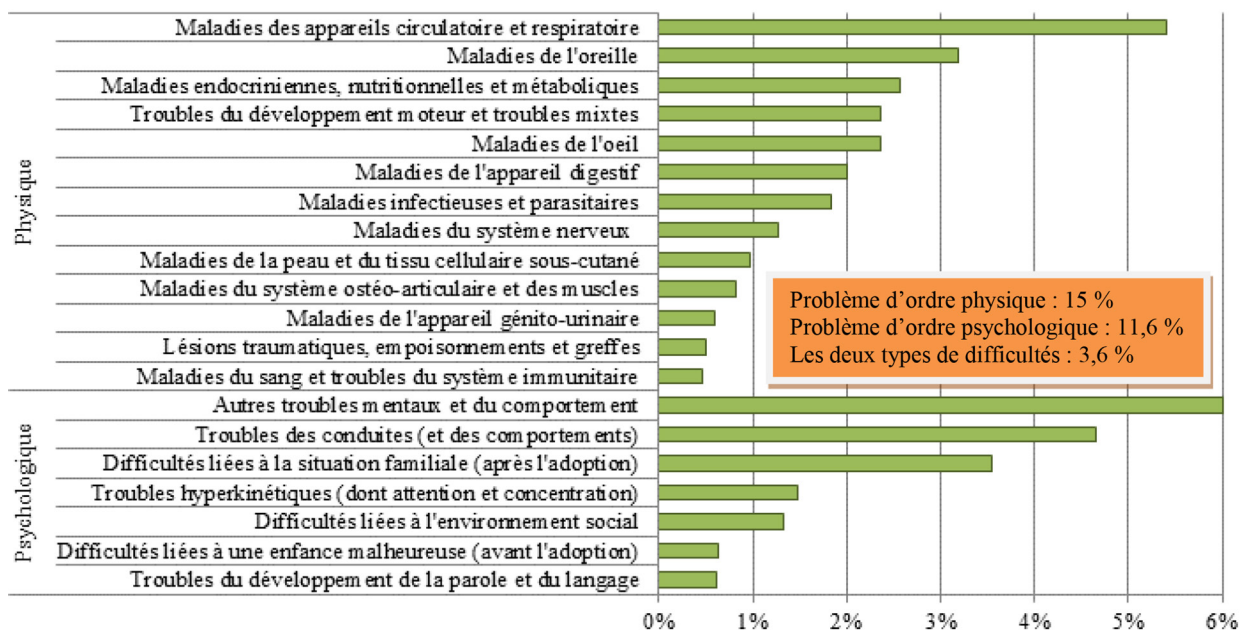 Physique
Maladies des appareils circulatoire et respiratoire
Maladies de l'oreille
Maladies endocriniennes, nutritionnelles et métaboliques
Troubles du développement moteur et troubles mixtes
Maladies de l'oeil
Maladies de l'appareil digestif
Maladies infectieuses et parasitaires
Maladies du système nerveux
Maladies de la peau et du tissu cellulaire sous-cutané
Maladies du système ostéo-articulaire et des muscles
Maladies de l'appareil génito-urinaire
Lésions traumatiques, empoisonnements et greffes
Maladies du sang et troubles du système immunitaire
Problème d’ordre physique : 15 %
Problème d’ordre psychologique : 11,6 %
Les deux types de difficultés : 3,6 %
Psychologique
Autres troubles mentaux et du comportement
Troubles des conduites (et des comportements)
Difficultés liées à la situation familiale (après l'adoption)
Troubles hyperkinétiques (dont attention et concentration)
Difficultés liées à l'environnement social
Difficultés liées à une enfance malheureuse (avant l'adoption)
Troubles du développement de la parole et du langage
0% 1% 2% 3% 4% 5% 6%